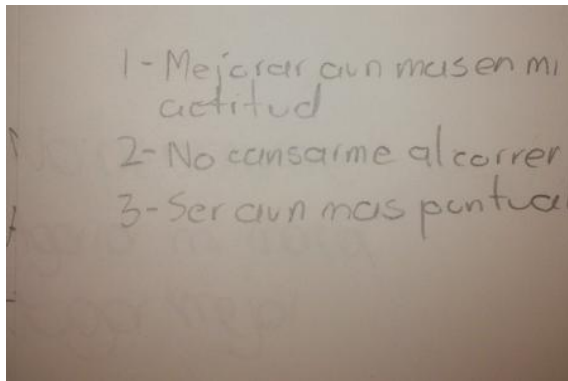 1- Mejorar aun mas en mi
actitud
2- No cansarme al correr
3- Ser aun mas puntua